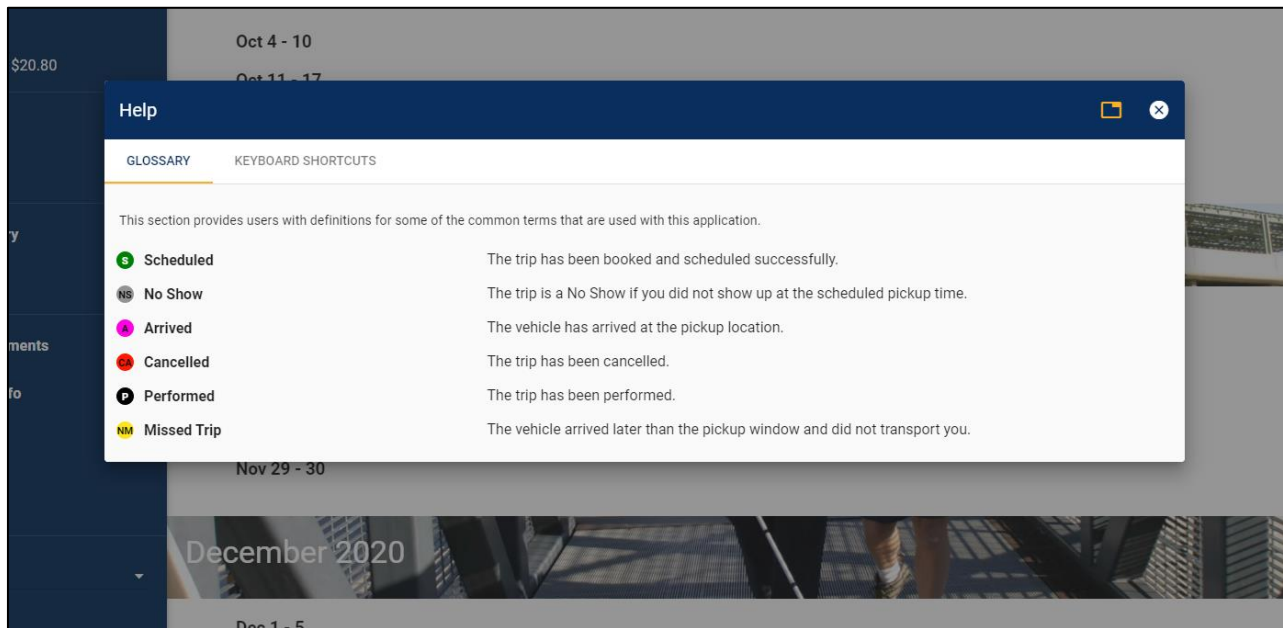 Oct 4 - 10
$20.80
Oct 11 - 17
Help
GLOSSARY KEYBOARD SHORTCUTS
This section provides users with definitions for some of the common terms that are used with this application.
S Scheduled The trip has been booked and scheduled successfully.
NS No Show The trip is a No Show if you did not show up at the scheduled pickup time.
A Arrived The vehicle has arrived at the pickup location.
CA Cancelled The trip has been cancelled.
P Performed The trip has been performed.
NM Missed Trip The vehicle arrived later than the pickup window and did not transport you.
ry
ments
fo
Nov 29 - 30
December 2020
Dec 1 - 5